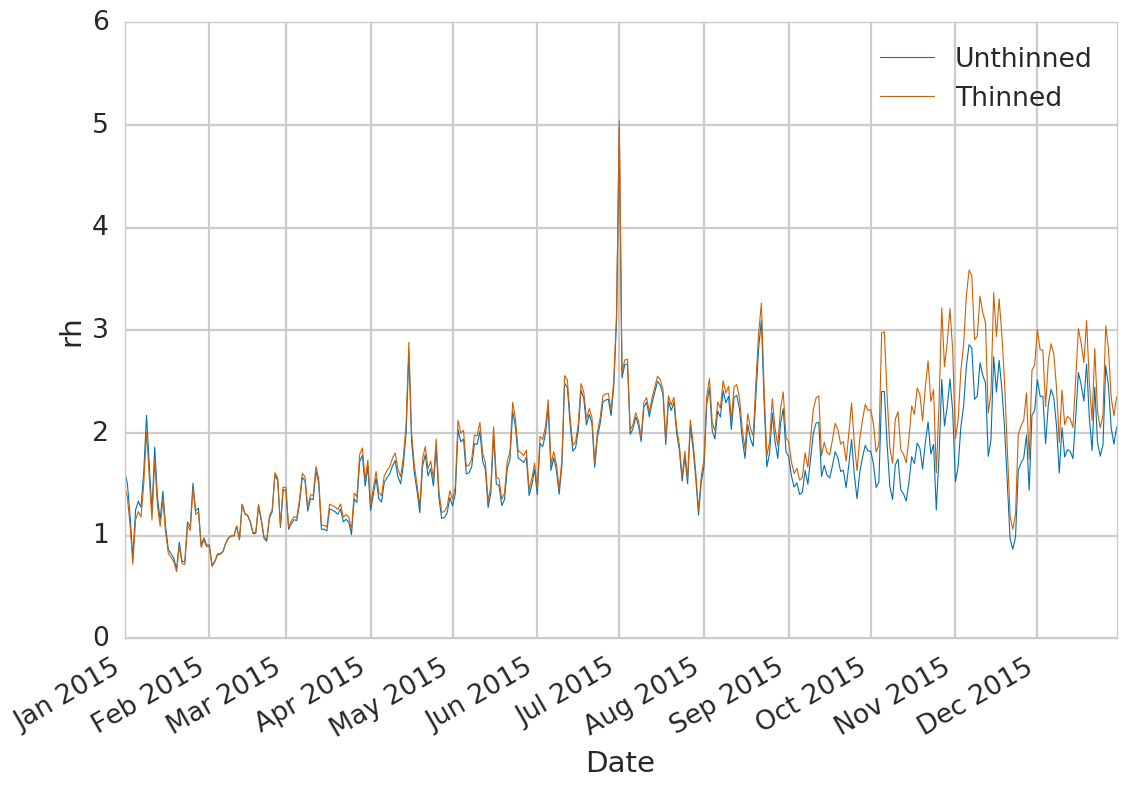 6
5
4
3
2
1
0
rh
Unthinned
Thinned
Jan 2015
Feb 2015
Mar 2015
Apr 2015
May 2015
Jun 2015
Jul 2015
Aug 2015
Sep 2015
Oct 2015
Nov 2015
Dec 2015
Date